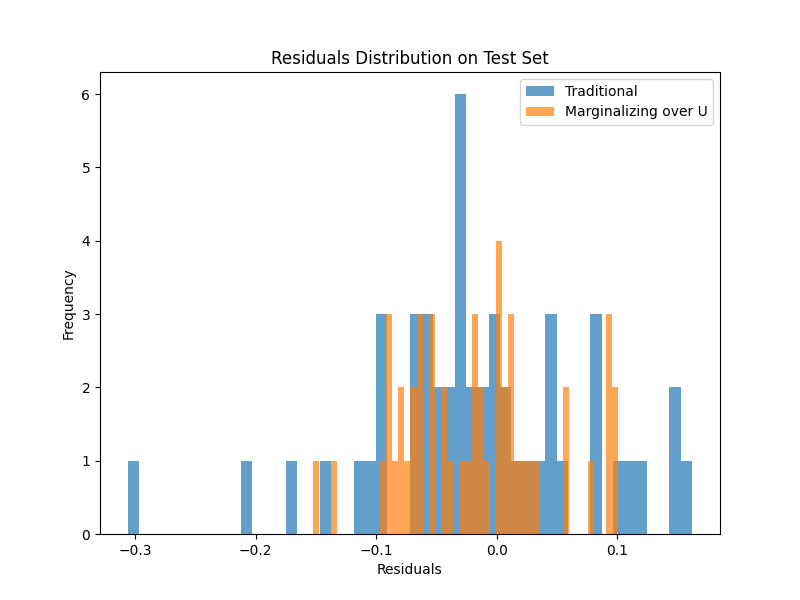 Residuals Distribution on Test Set
Traditional
Marginalizing over U
6
5
4
3
2
1
0
Frequency
−0.3 −0.2 −0.1 0.0 0.1
Residuals